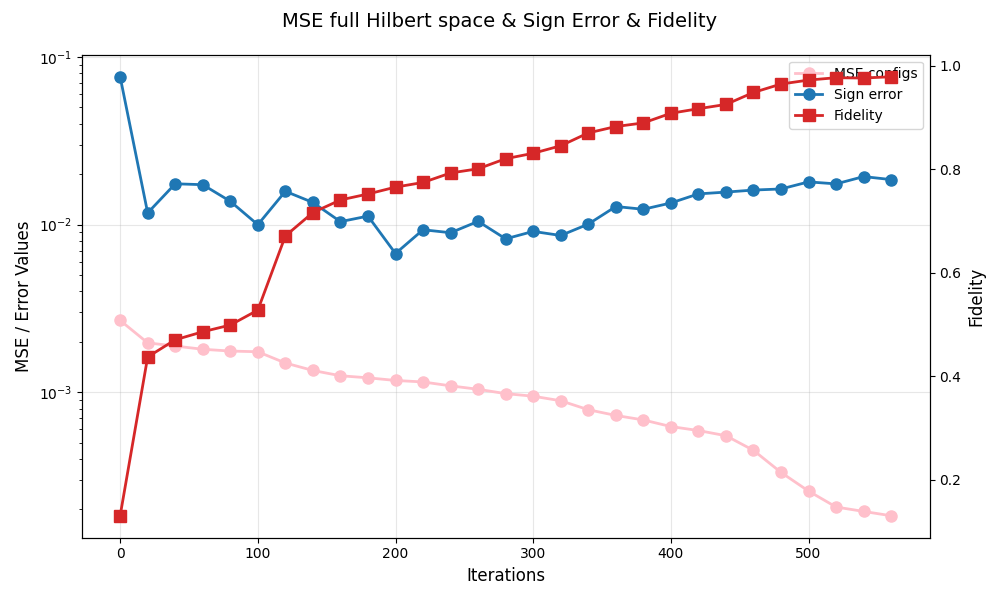 MSE full Hilbert space & Sign Error & Fidelity
10⁻¹
10⁻²
10⁻³
MSE / Error Values
MSE configs
Sign error
Fidelity
1.0
0.8
0.6
0.4
0.2
Fidelity
0 100 200 300 400 500
Iterations